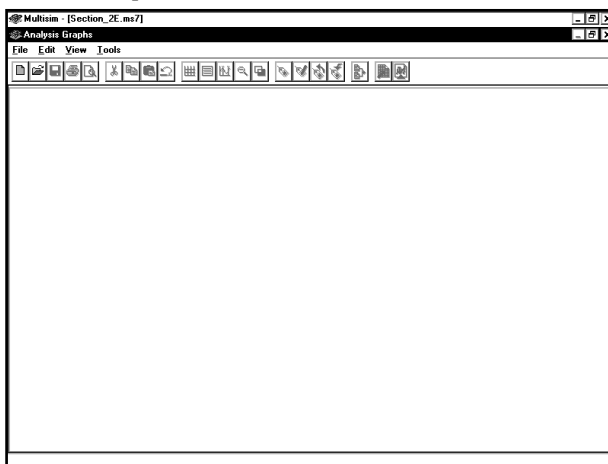 Multisim - [Section_2E.ms7]
Analysis Graphs
File Edit View Tools